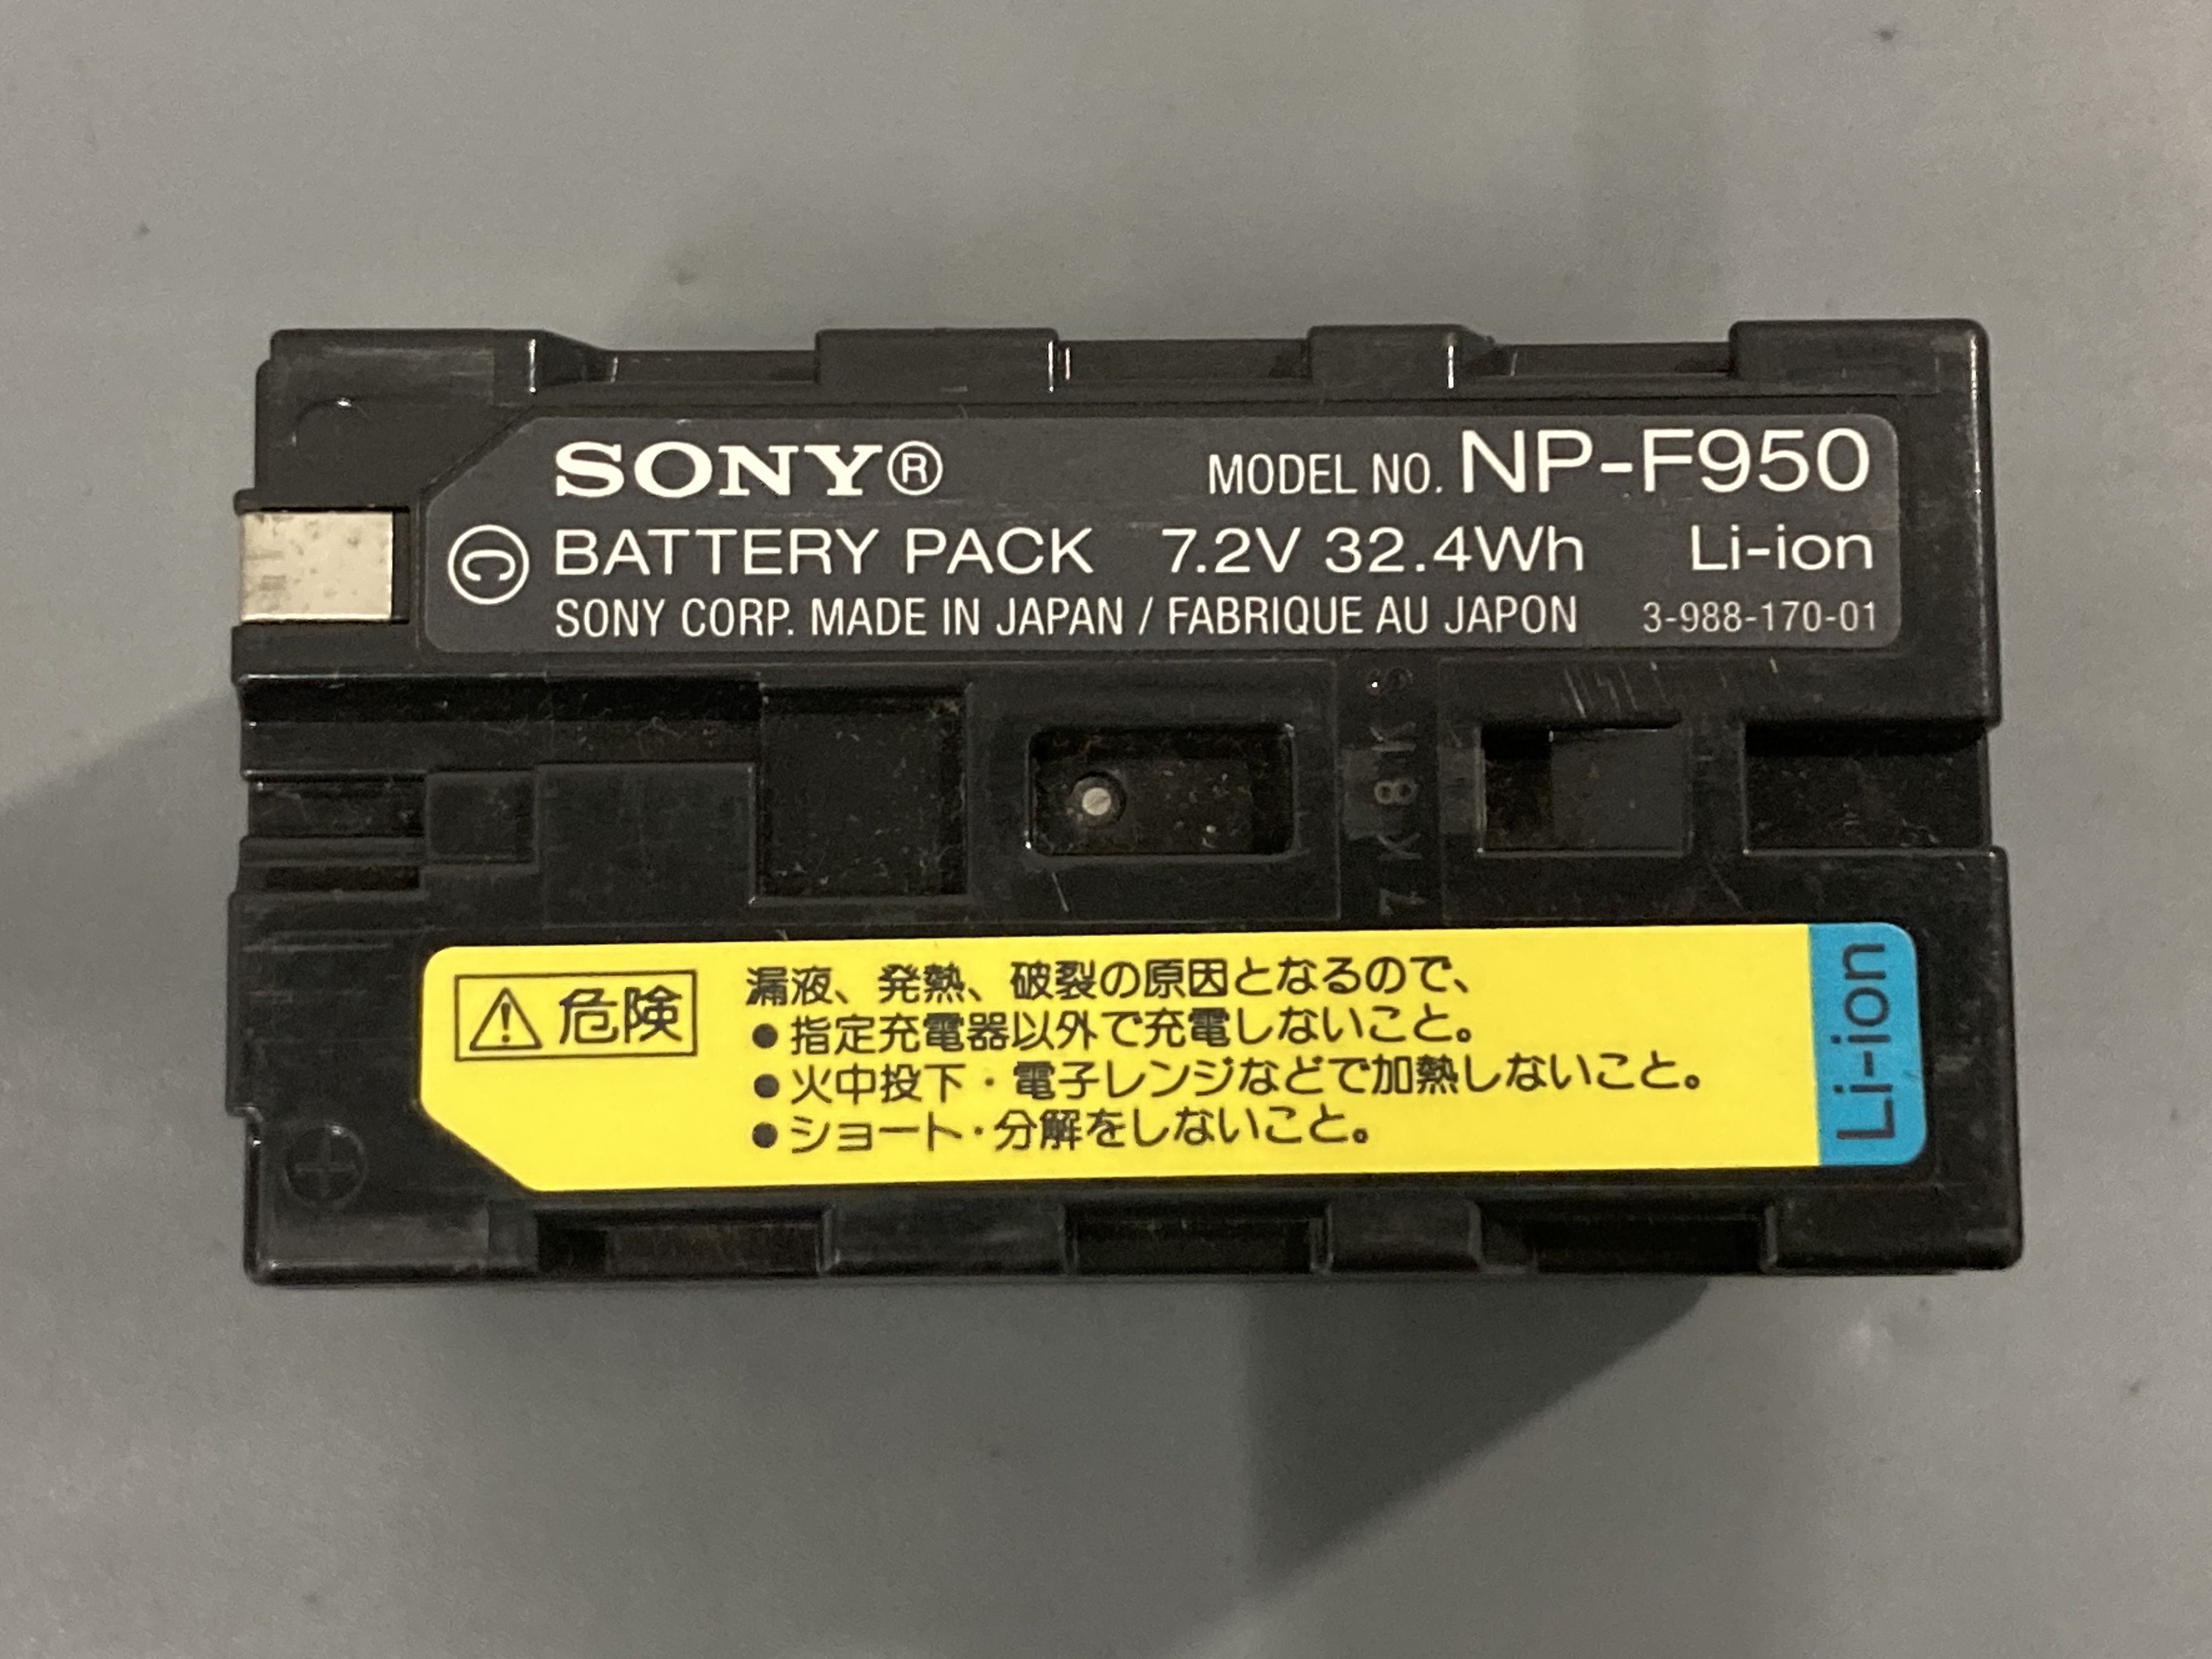 SONY®
MODEL NO. NP-F950
BATTERY PACK 7.2V 32.4Wh Li-ion
SONY CORP. MADE IN JAPAN / FABRIQUE AU JAPON 3-988-170-01
危険
漏液、発熱、破裂の原因となるので、
●指定充電器以外で充電しないこと。
●火中投下・電子レンジなどで加熱しないこと。
●ショート・分解をしないこと。
Li-ion